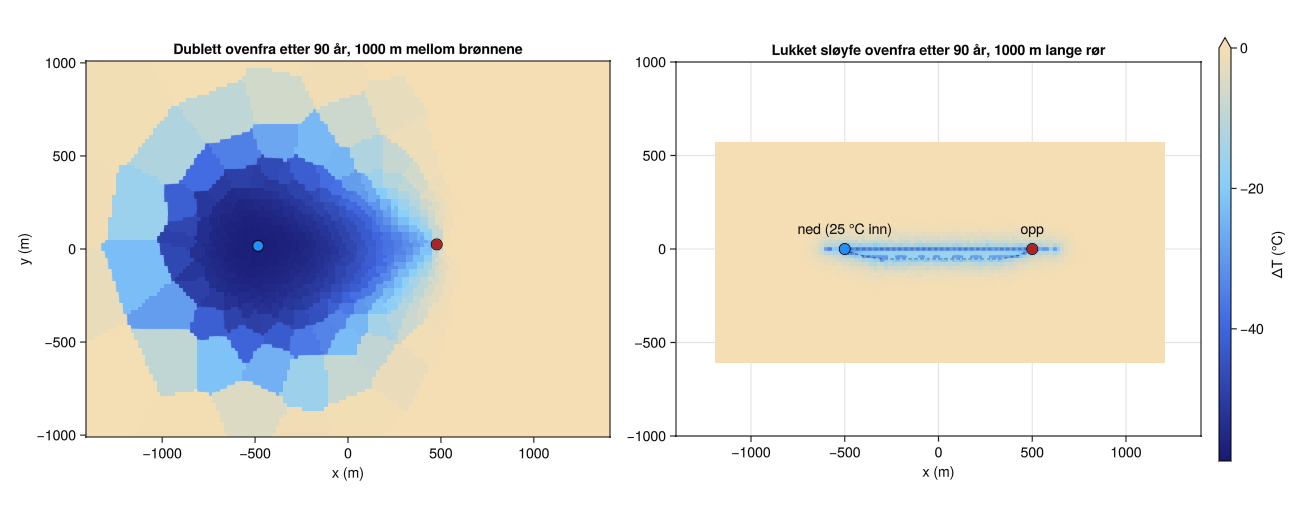 Dublett ovenfra etter 90 år, 1000 m mellom brønnene
1000
500
0
−500
−1000
y (m)
−1000
−500
0
500
1000
x (m)
Lukket sløyfe ovenfra etter 90 år, 1000 m lange rør
1000
500
0
−500
−1000
ned (25 °C inn)
opp
−1000
−500
0
500
1000
x (m)
0
−20
−40
ΔT (°C)